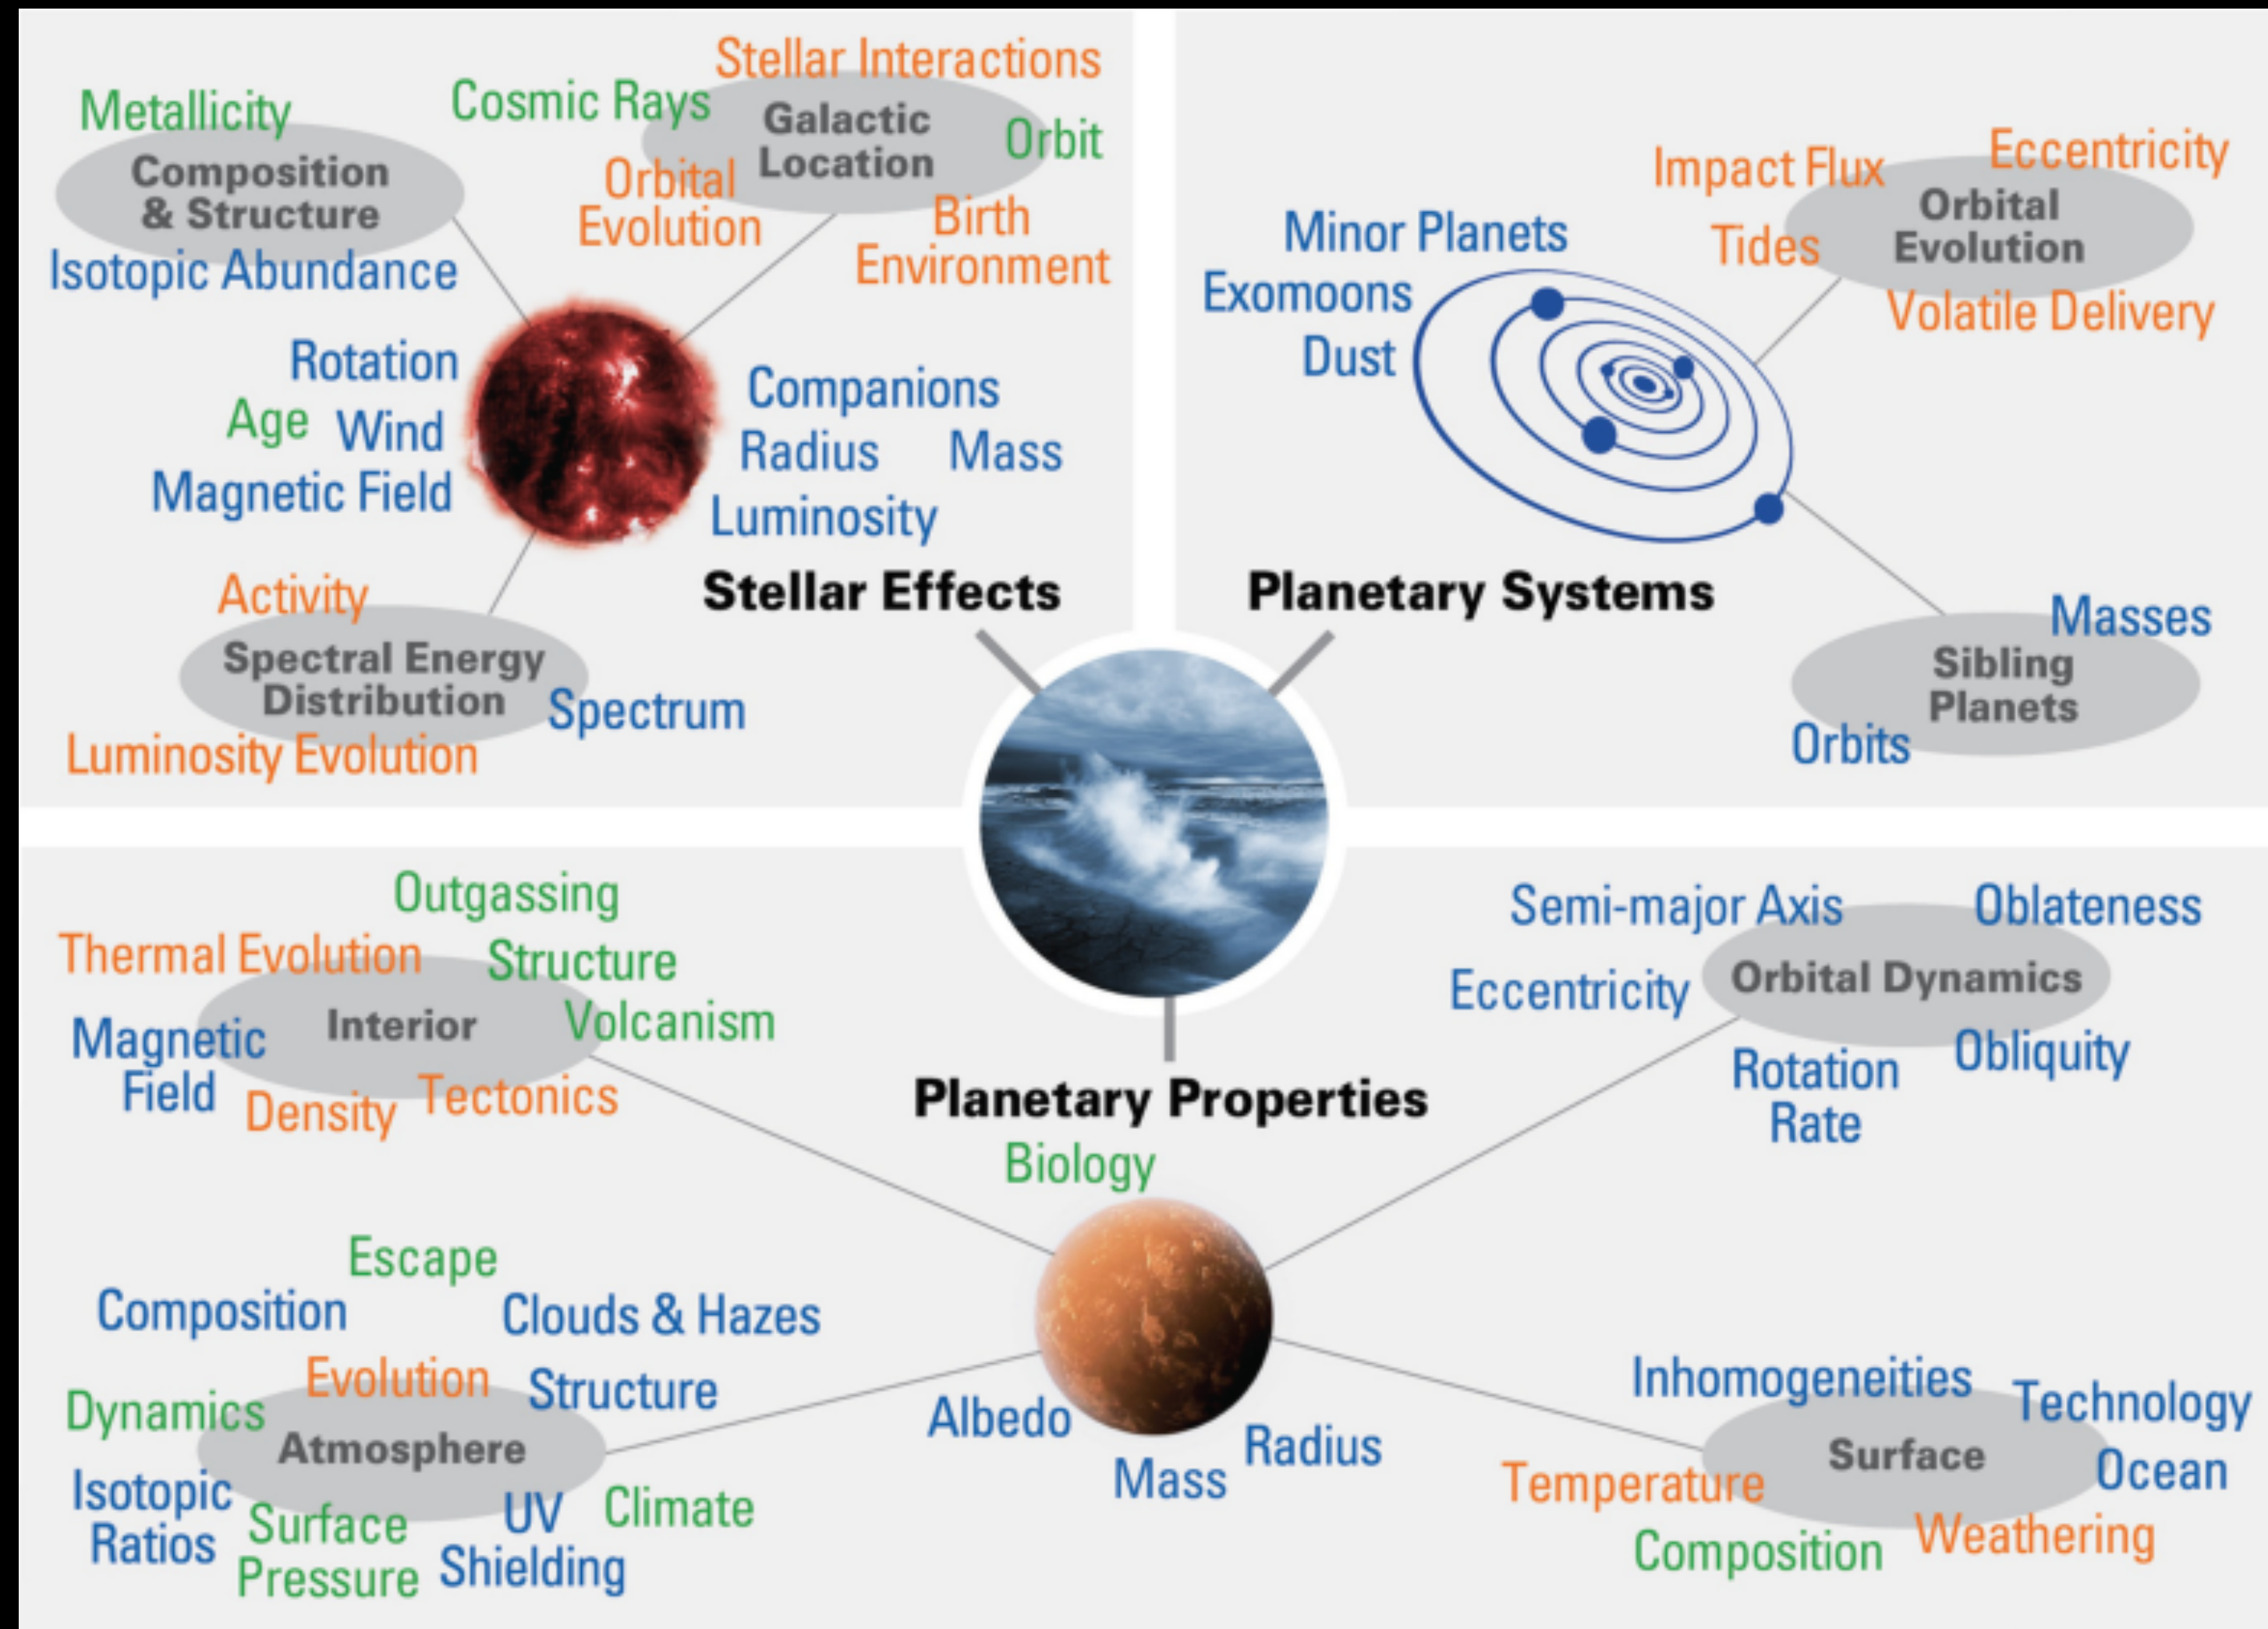 Stellar Interactions
Metallicity
Cosmic Rays
Galactic
Location
Orbit
Composition
& Structure
Orbital
Evolution
Birth
Environment
Isotopic Abundance
Rotation
Age
Wind
Magnetic Field
Companions
Radius
Mass
Luminosity
Stellar Effects
Activity
Spectral Energy
Distribution
Spectrum
Luminosity Evolution
Impact Flux
Eccentricity
Orbital
Evolution
Tides
Volatile Delivery
Minor Planets
Exomoons
Dust
Planetary Systems
Masses
Sibling
Planets
Orbits
Outgassing
Thermal Evolution
Structure
Interior
Volcanism
Magnetic
Field
Density
Tectonics
Planetary Properties
Biology
Semi-major Axis
Oblateness
Orbital Dynamics
Eccentricity
Obliquity
Rotation
Rate
Escape
Composition
Clouds & Hazes
Evolution
Structure
Dynamics
Atmosphere
Isotopic
Ratios
Surface
Pressure
UV
Shielding
Climate
Albedo
Mass
Radius
Inhomogeneities
Technology
Surface
Ocean
Temperature
Composition
Weathering